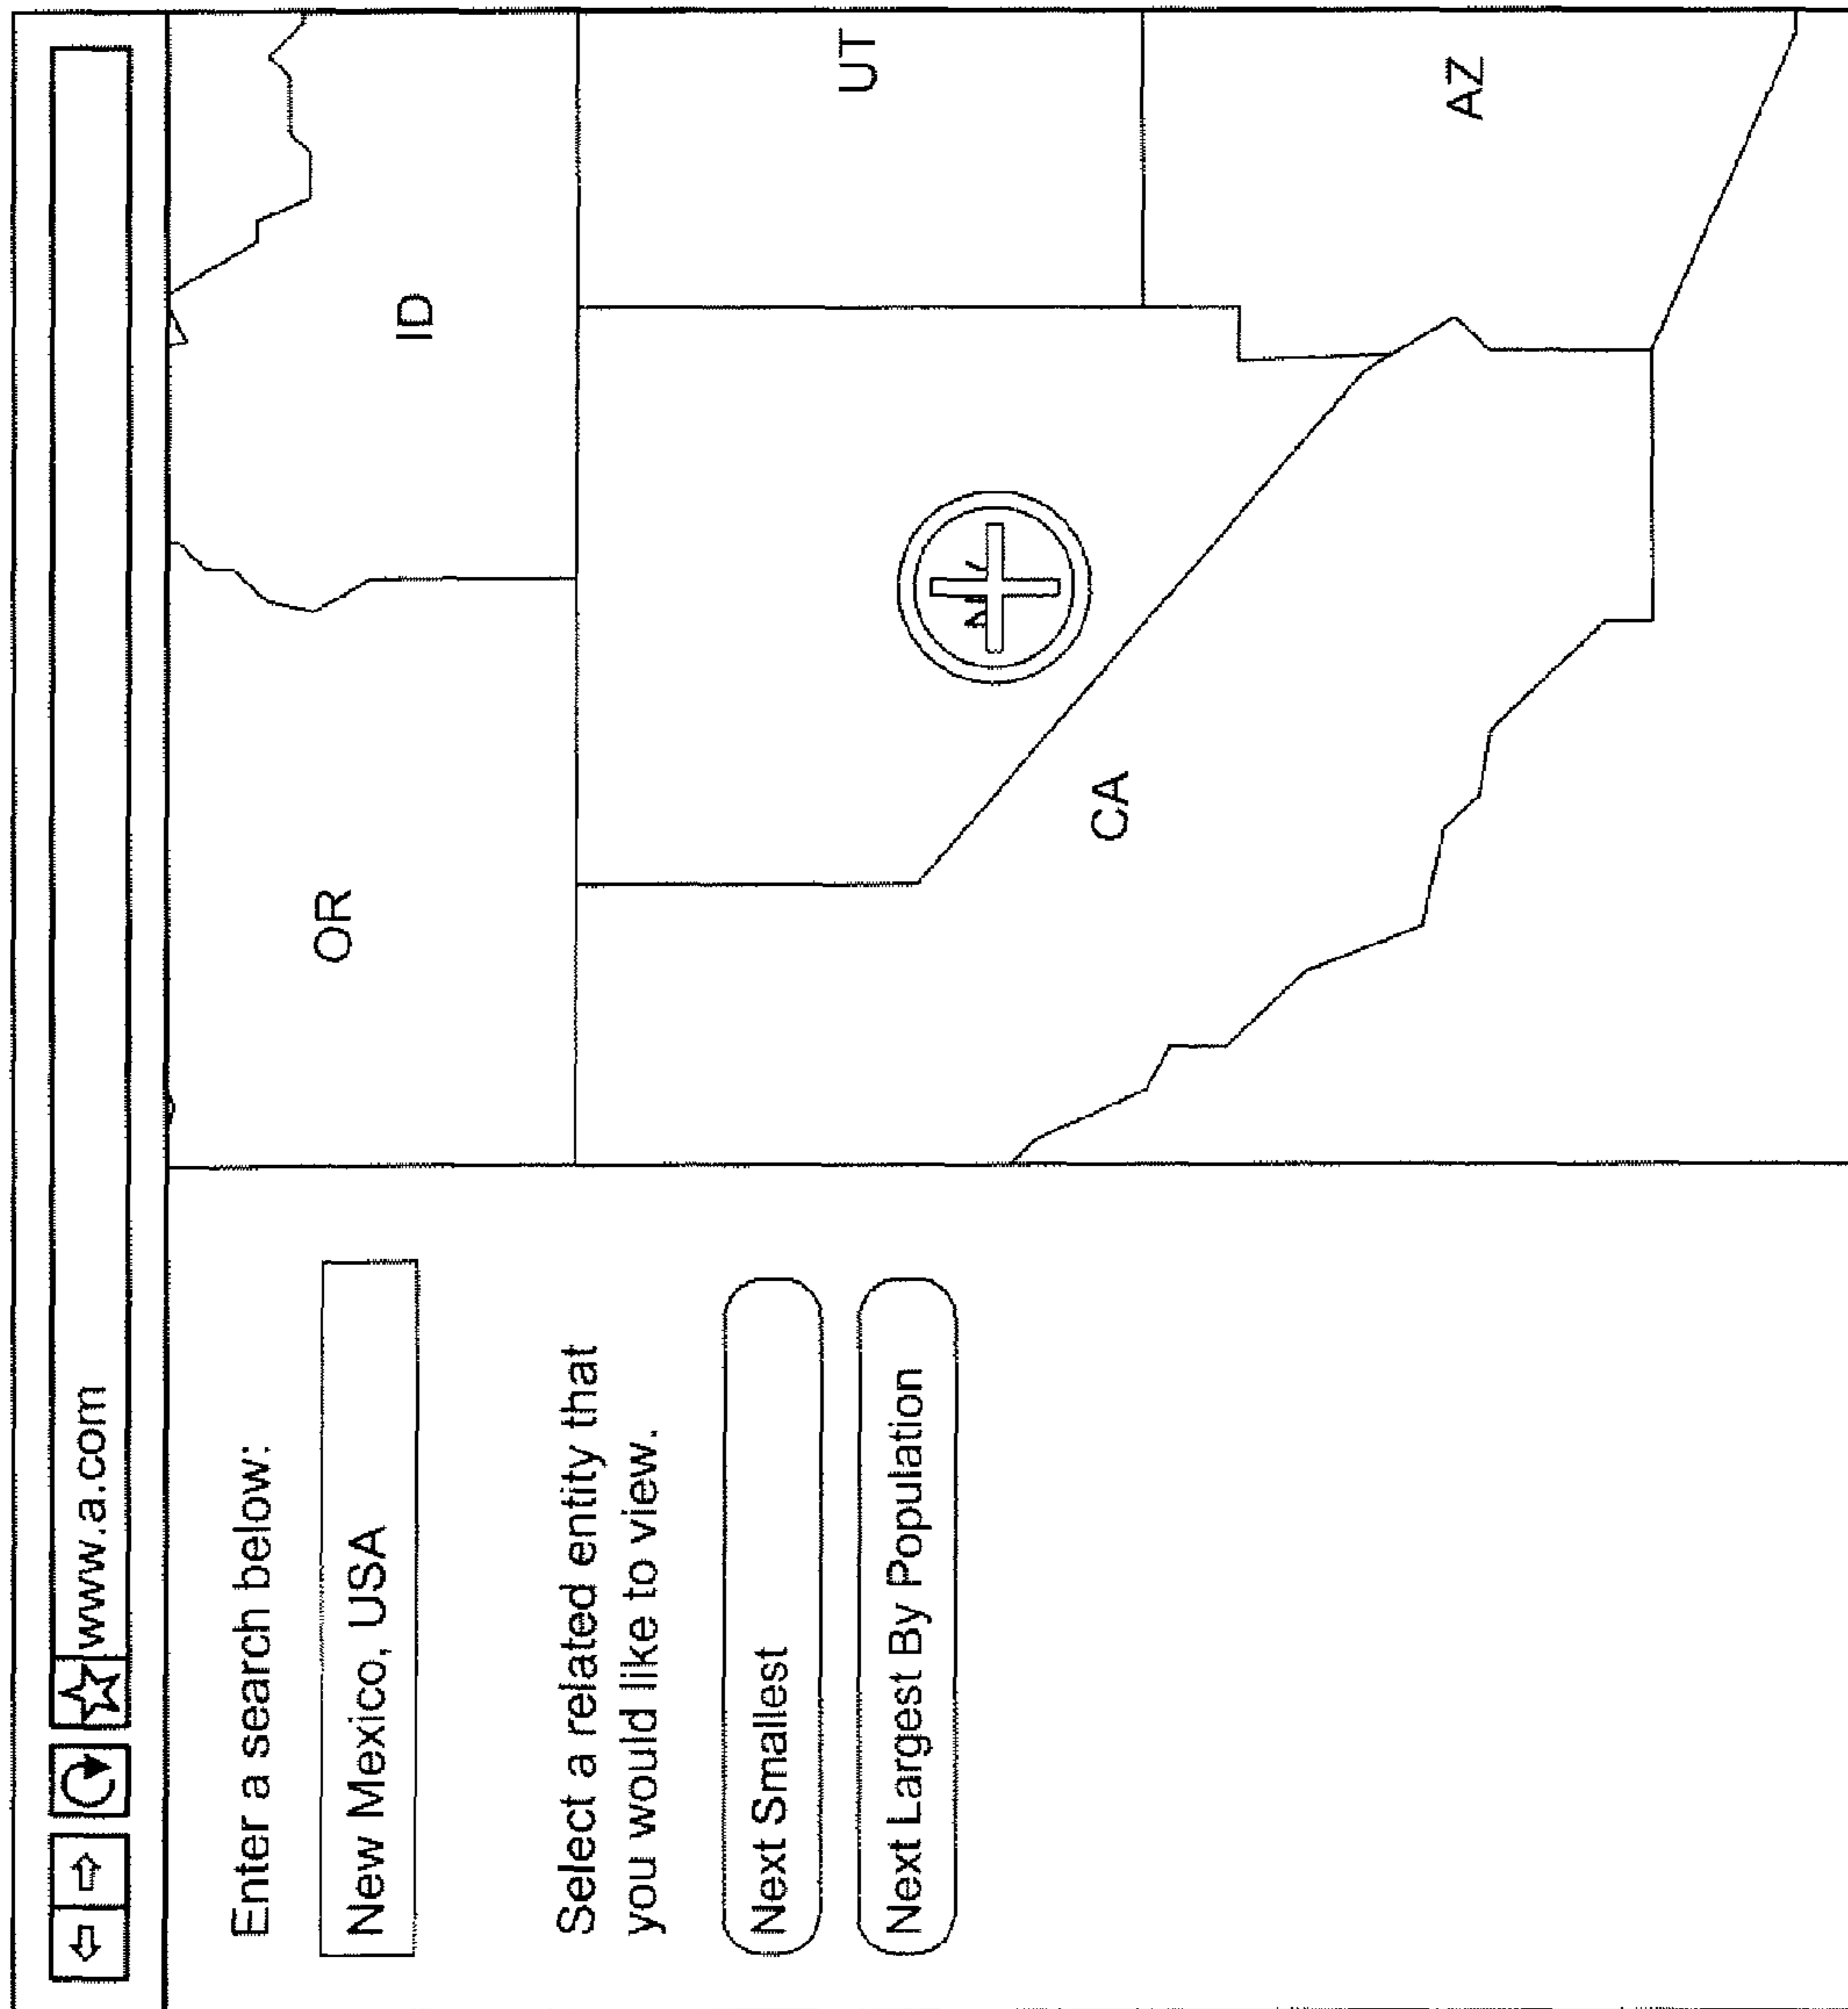 www.a.com
Enter a search below:
New Mexico, USA
Select a related entity that
you would like to view.
Next Smallest
Next Largest By Population
OR
ID
UT
CA
AZ